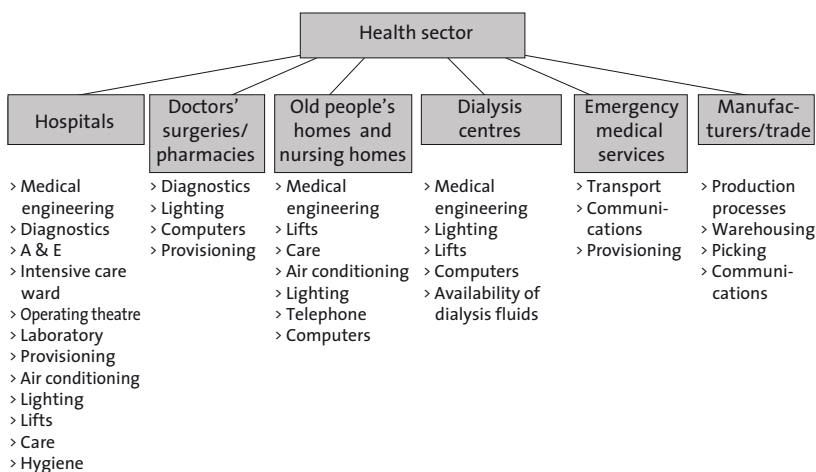 Health sector
Hospitals
Doctors'
surgeries/
pharmacies
Old people's
homes and
nursing homes
Dialysis
centres
Emergency
medical
services
Manufac-
turers/trade
> Medical
engineering
> Diagnostics
> A & E
> Intensive care
ward
> Operating theatre
> Laboratory
> Provisioning
> Air conditioning
> Lighting
> Lifts
> Care
> Hygiene
> Diagnostics
> Lighting
> Computers
> Provisioning
> Medical
engineering
> Lifts
> Care
> Air conditioning
> Lighting
> Telephone
> Computers
> Medical
engineering
> Lighting
> Lifts
> Computers
> Availability of
dialysis fluids
> Transport
> Communi-
cations
> Provisioning
> Production
processes
> Warehousing
> Picking
> Communi-
cations